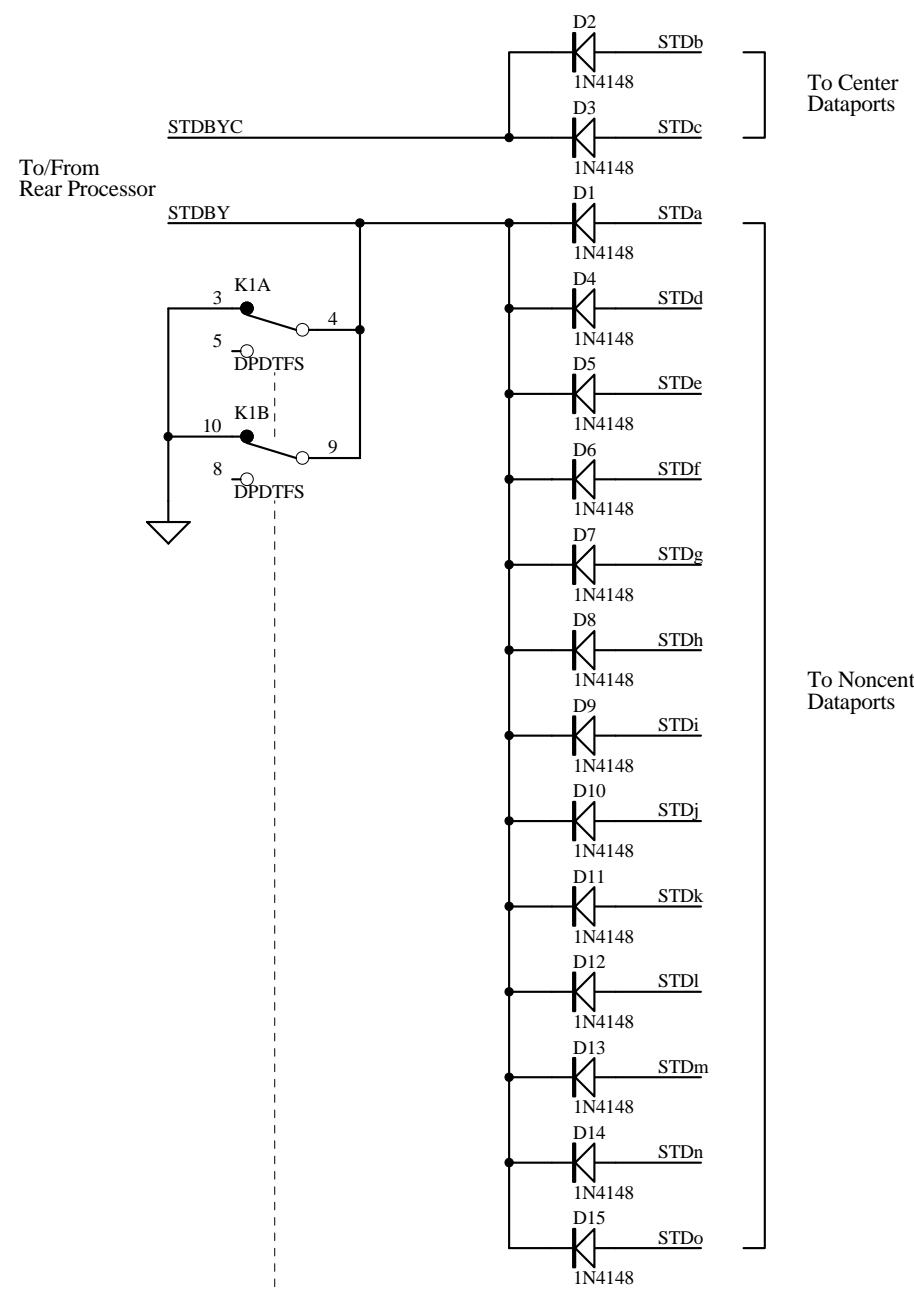 D2
STDb
1N4148
To Center
Dataports
STDBYC
D3
STDc
1N4148
To/From
Rear Processor
STDBY
D1
STDa
1N4148
K1A
3
4
5
DPDTFS
D4
STDd
1N4148
D5
STDe
1N4148
K1B
10
9
8
DPDTFS
D6
STDf
1N4148
D7
STDg
1N4148
D8
STDh
1N4148
To Noncent
Dataports
D9
STDi
1N4148
D10
STDj
1N4148
D11
STDk
1N4148
D12
STDl
1N4148
D13
STDm
1N4148
D14
STDn
1N4148
D15
STDo
1N4148